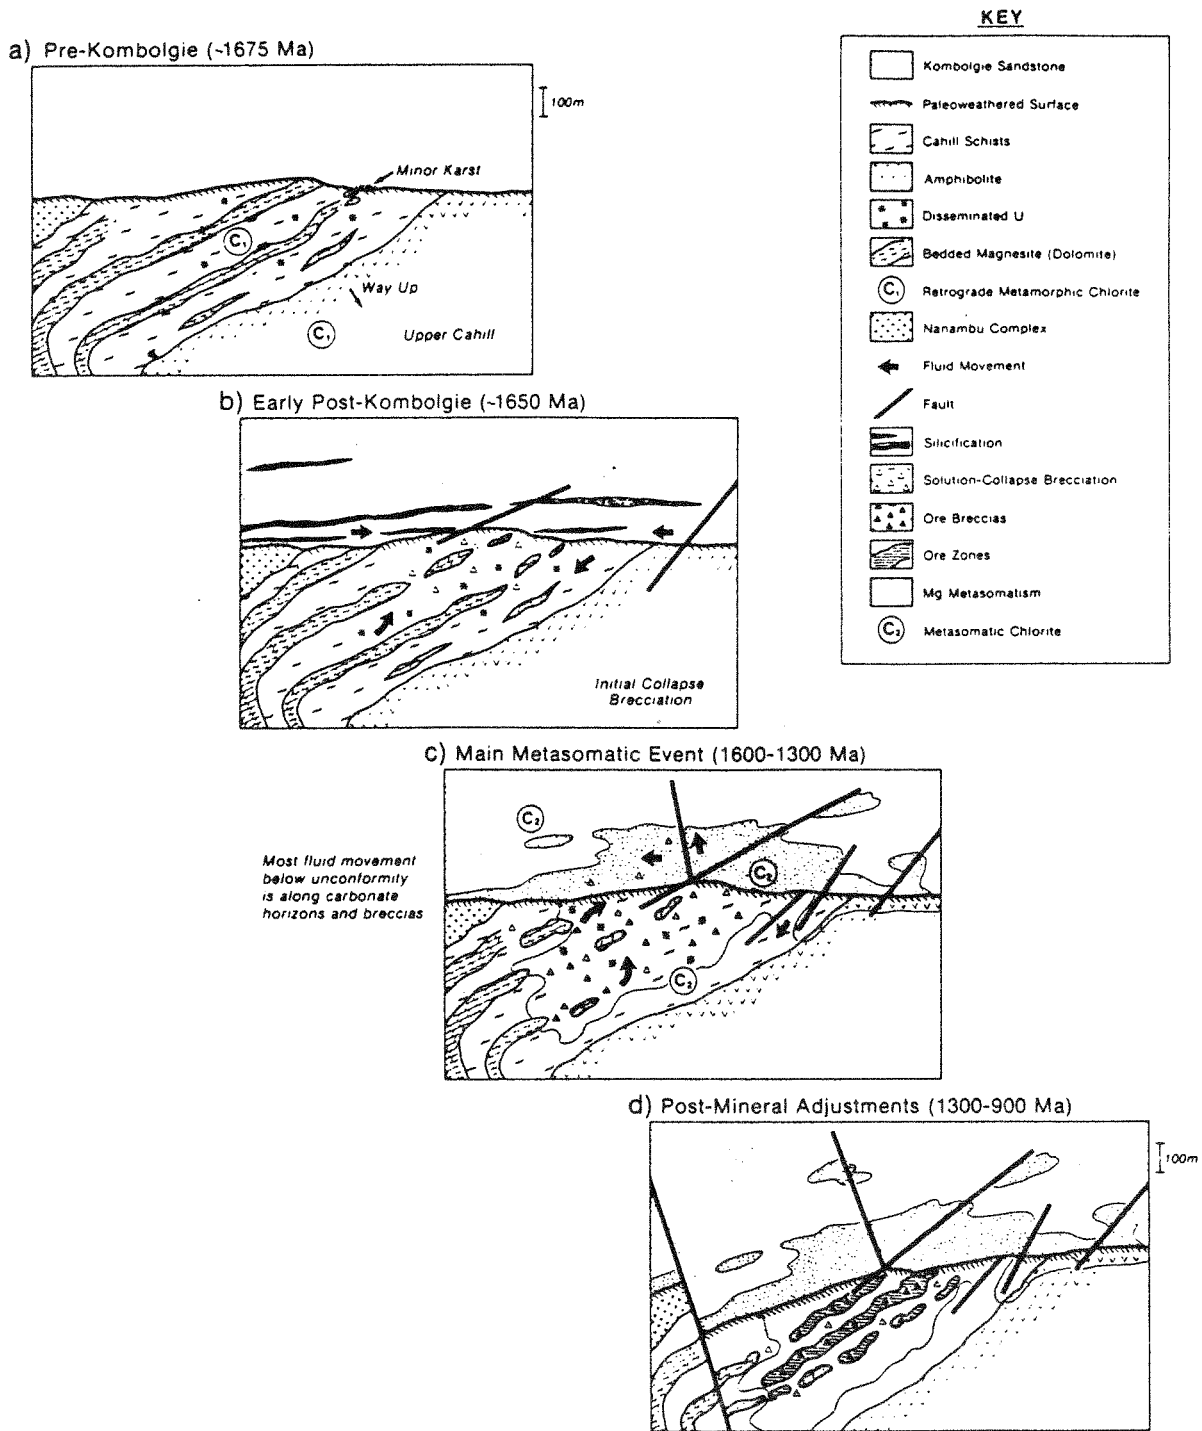 KEY
a) Pre-Kombolgie (~1675 Ma)
100m
Minor Karst
C₁
Way Up
C₁
Upper Cahill
Kombolgie Sandstone
Paleoweathered Surface
Cahill Schists
Amphibolite
Disseminated U
Bedded Magnesite (Dolomite)
C₁ Retrograde Metamorphic Chlorite
Nanambu Complex
Fluid Movement
Fault
Silicification
Solution-Collapse Brecciation
Ore Breccias
Ore Zones
Mg Metasomatism
C₂ Metasomatic Chlorite
b) Early Post-Kombolgie (~1650 Ma)
Initial Collapse
Brecciation
c) Main Metasomatic Event (1600-1300 Ma)
C₂
C₂
C₂
Most fluid movement
below unconformity
is along carbonate
horizons and breccias
d) Post-Mineral Adjustments (1300-900 Ma)
100m